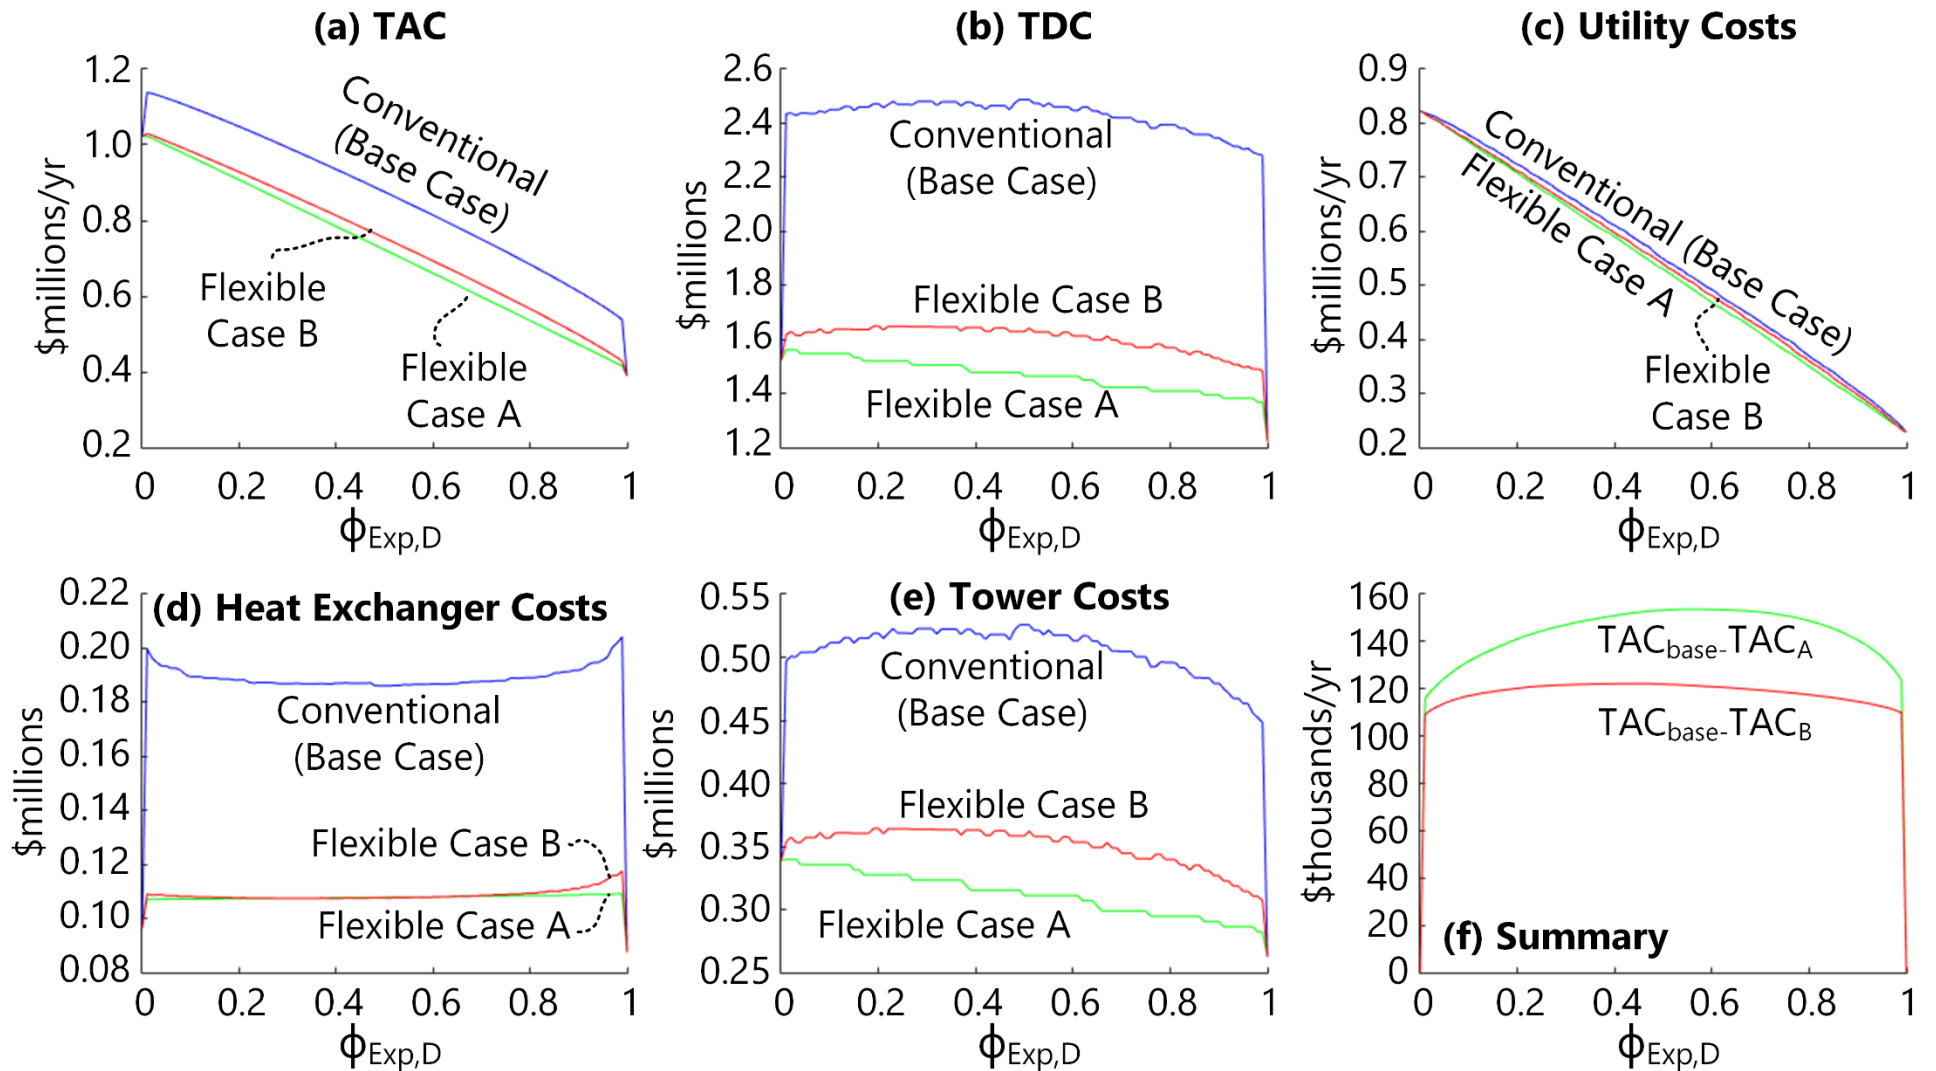 (a) TAC
$millions/yr
1.2
1.0
0.8
0.6
0.4
0.2
Conventional
(Base Case)
Flexible
Case B
Flexible
Case A
0 0.2 0.4 0.6 0.8 1
ϕExp,D
(b) TDC
$millions
2.6
2.4
2.2
2.0
1.8
1.6
1.4
1.2
Conventional
(Base Case)
Flexible Case B
Flexible Case A
0 0.2 0.4 0.6 0.8 1
ϕExp,D
(c) Utility Costs
$millions/yr
0.9
0.8
0.7
0.6
0.5
0.4
0.3
0.2
Conventional (Base Case)
Flexible Case A
Flexible
Case B
0 0.2 0.4 0.6 0.8 1
ϕExp,D
(d) Heat Exchanger Costs
$millions
0.22
0.20
0.18
0.16
0.14
0.12
0.10
0.08
Conventional
(Base Case)
Flexible Case B
Flexible Case A
0 0.2 0.4 0.6 0.8 1
ϕExp,D
(e) Tower Costs
$millions
0.55
0.50
0.45
0.40
0.35
0.30
0.25
Conventional
(Base Case)
Flexible Case B
Flexible Case A
0 0.2 0.4 0.6 0.8 1
ϕExp,D
$thousands/yr
160
140
120
100
80
60
40
20
0
TACbase-TACA
TACbase-TACB
(f) Summary
0 0.2 0.4 0.6 0.8 1
ϕExp,D